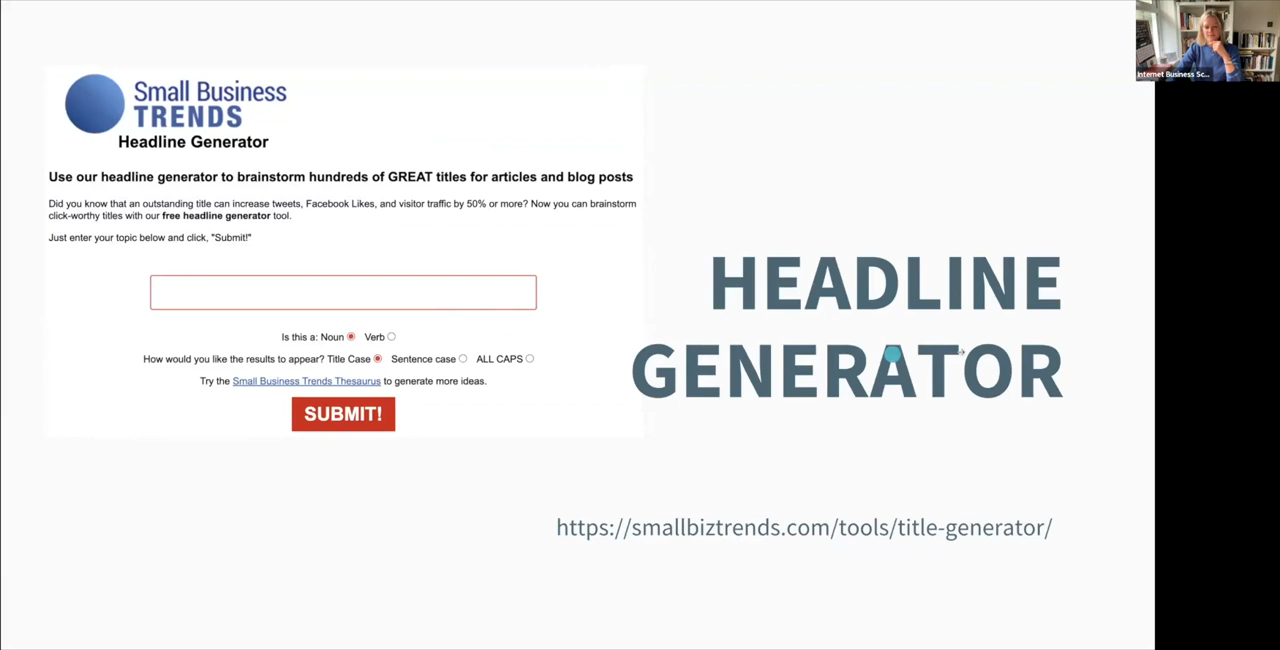 Small Business
TRENDS
Headline Generator
Use our headline generator to brainstorm hundreds of GREAT titles for articles and blog posts
Did you know that an outstanding title can increase tweets, Facebook Likes, and visitor traffic by 50% or more? Now you can brainstorm
click-worthy titles with our free headline generator tool.
Just enter your topic below and click, "Submit!"
Is this a: Noun Verb
How would you like the results to appear? Title Case Sentence case ALL CAPS
Try the Small Business Trends Thesaurus to generate more ideas.
SUBMIT!
HEADLINE
GENERATOR
https://smallbiztrends.com/tools/title-generator/
Internet Business Sc...